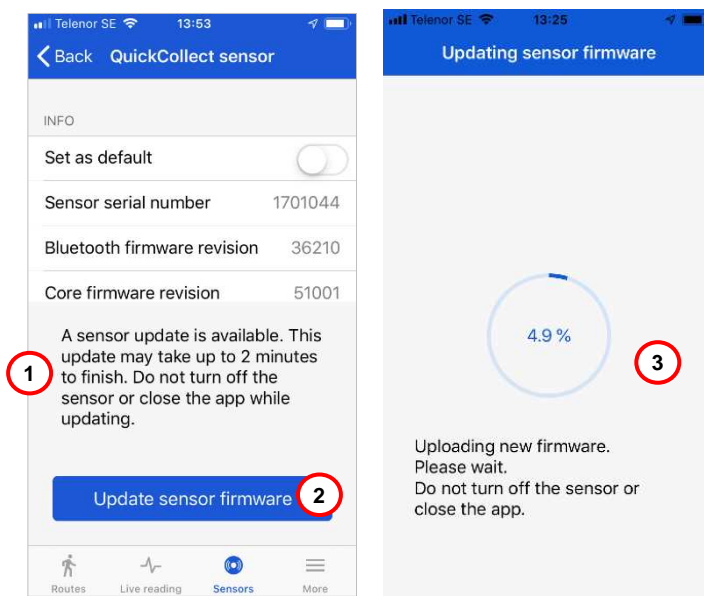 Telenor SE 13:53
Back QuickCollect sensor
INFO
Set as default
Sensor serial number 1701044
Bluetooth firmware revision 36210
Core firmware revision 51001
1
A sensor update is available. This
update may take up to 2 minutes
to finish. Do not turn off the
sensor or close the app while
updating.
Update sensor firmware
2
Routes Live reading Sensors More
Telenor SE 13:25
Updating sensor firmware
4.9 %
3
Uploading new firmware.
Please wait.
Do not turn off the sensor or
close the app.